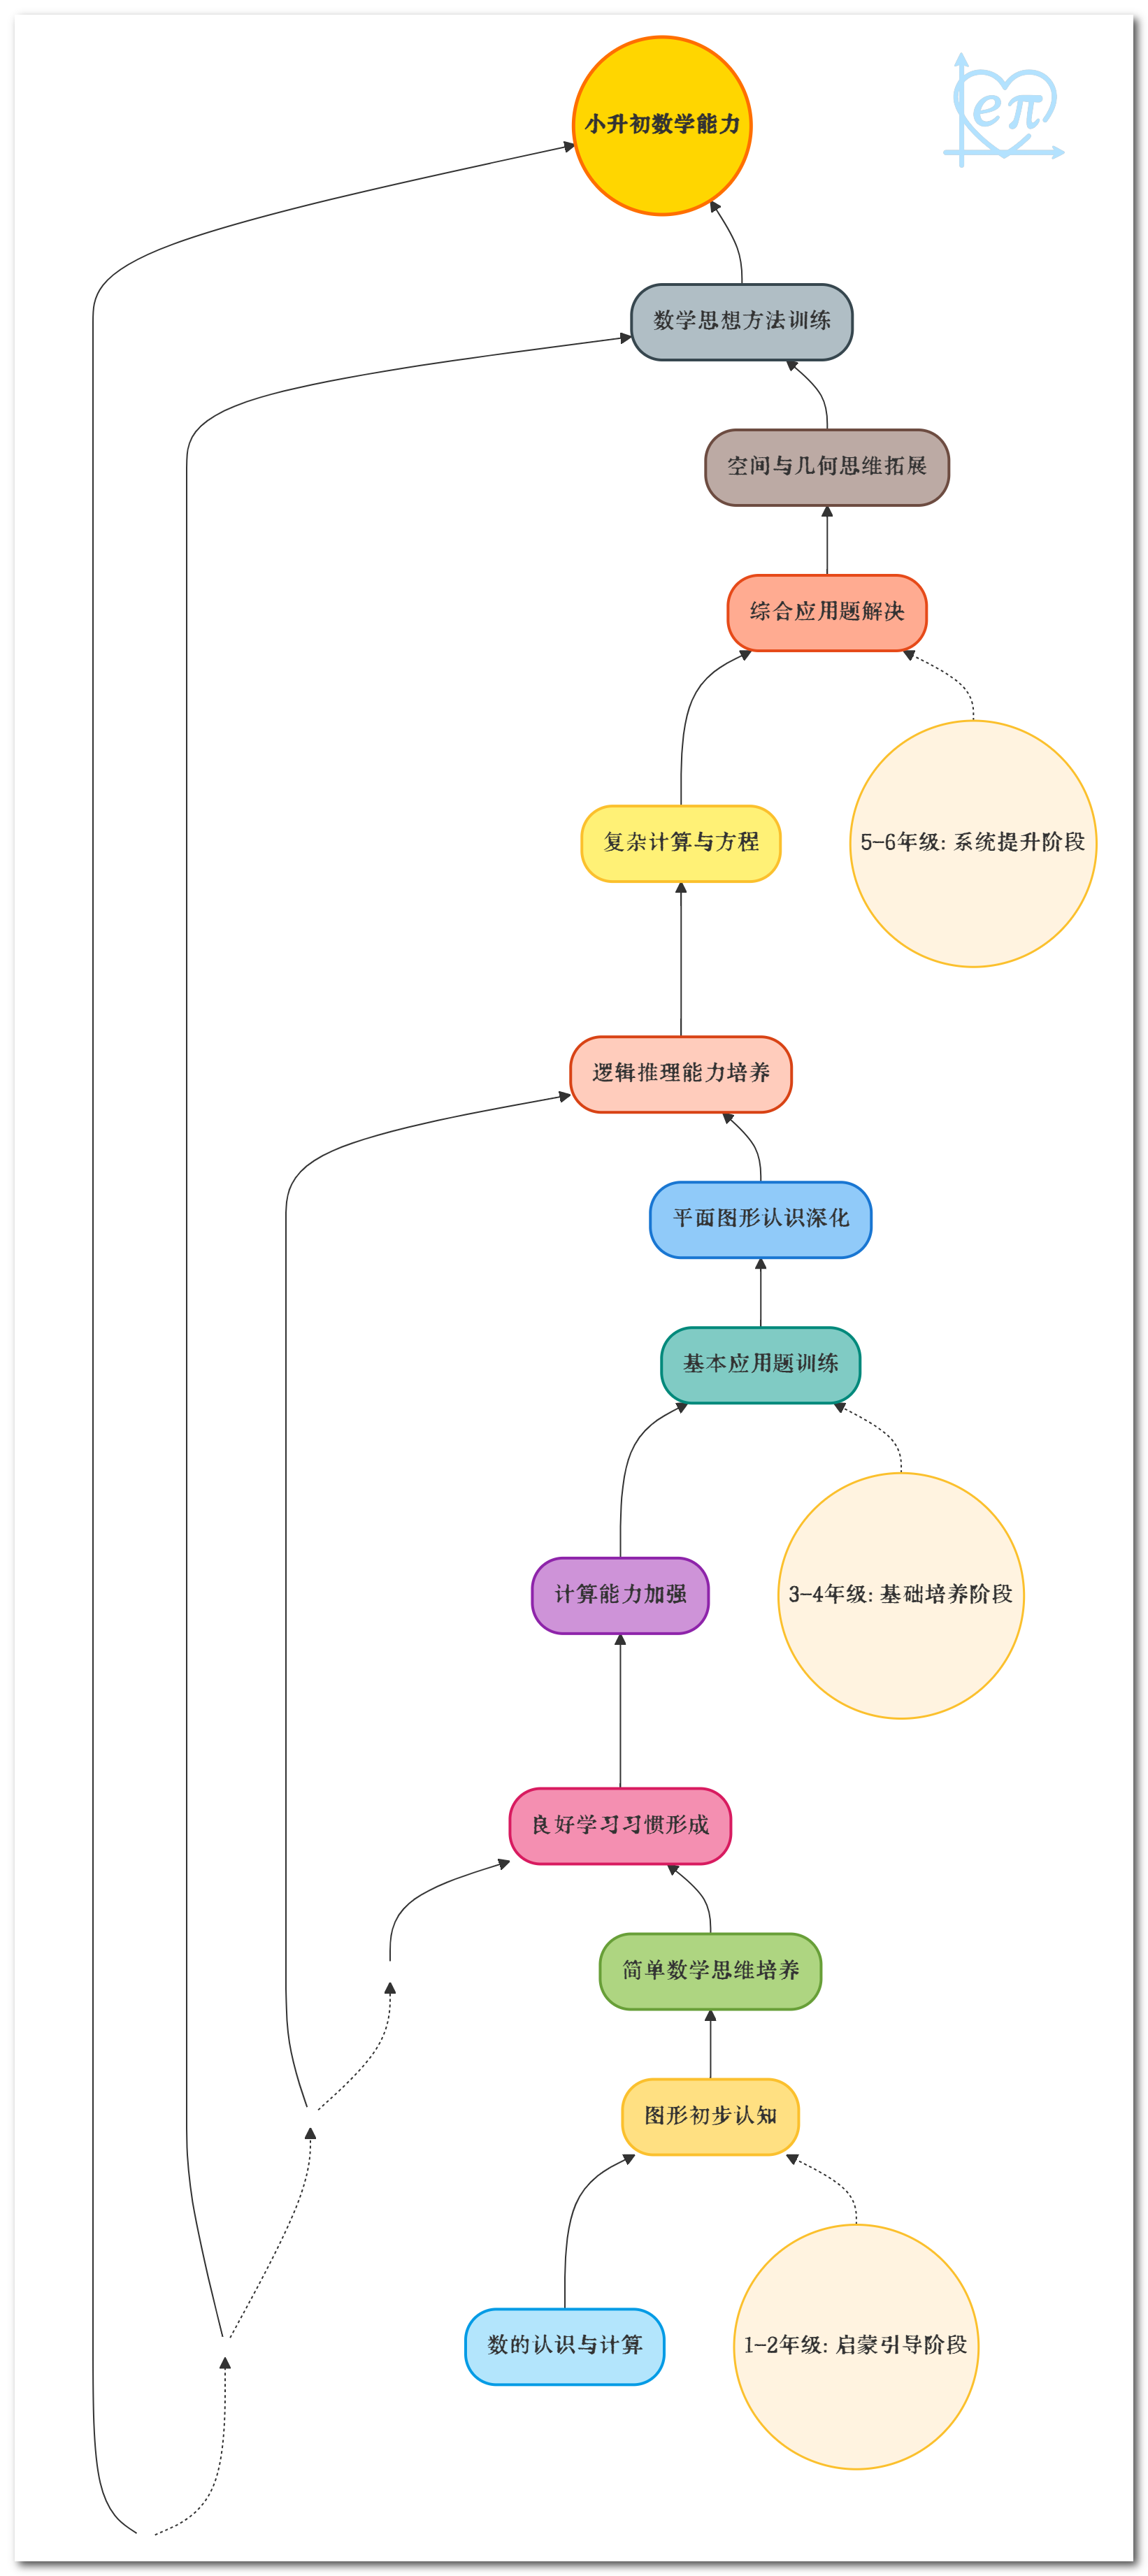 小升初数学能力
eπ
数学思想方法训练
空间与几何思维拓展
综合应用题解决
复杂计算与方程
5-6年级: 系统提升阶段
逻辑推理能力培养
平面图形认识深化
基本应用题训练
计算能力加强
3-4年级: 基础培养阶段
良好学习习惯形成
简单数学思维培养
图形初步认知
数的认识与计算
1-2年级: 启蒙引导阶段